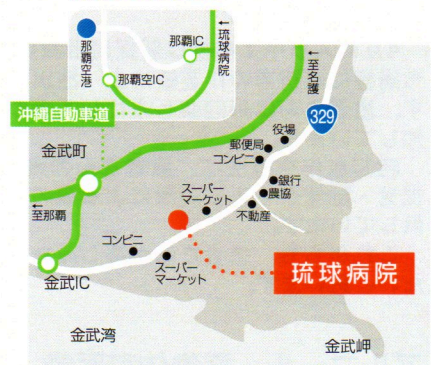 那覇空港
那覇IC
←琉球病院
那覇空IC
←至名護
沖縄自動車道
329
金武町
役場
郵便局
コンビニ
銀行
農協
不動産
スーパー
マーケット
←至那覇
コンビニ
スーパー
マーケット
琉球病院
金武IC
金武湾
金武岬